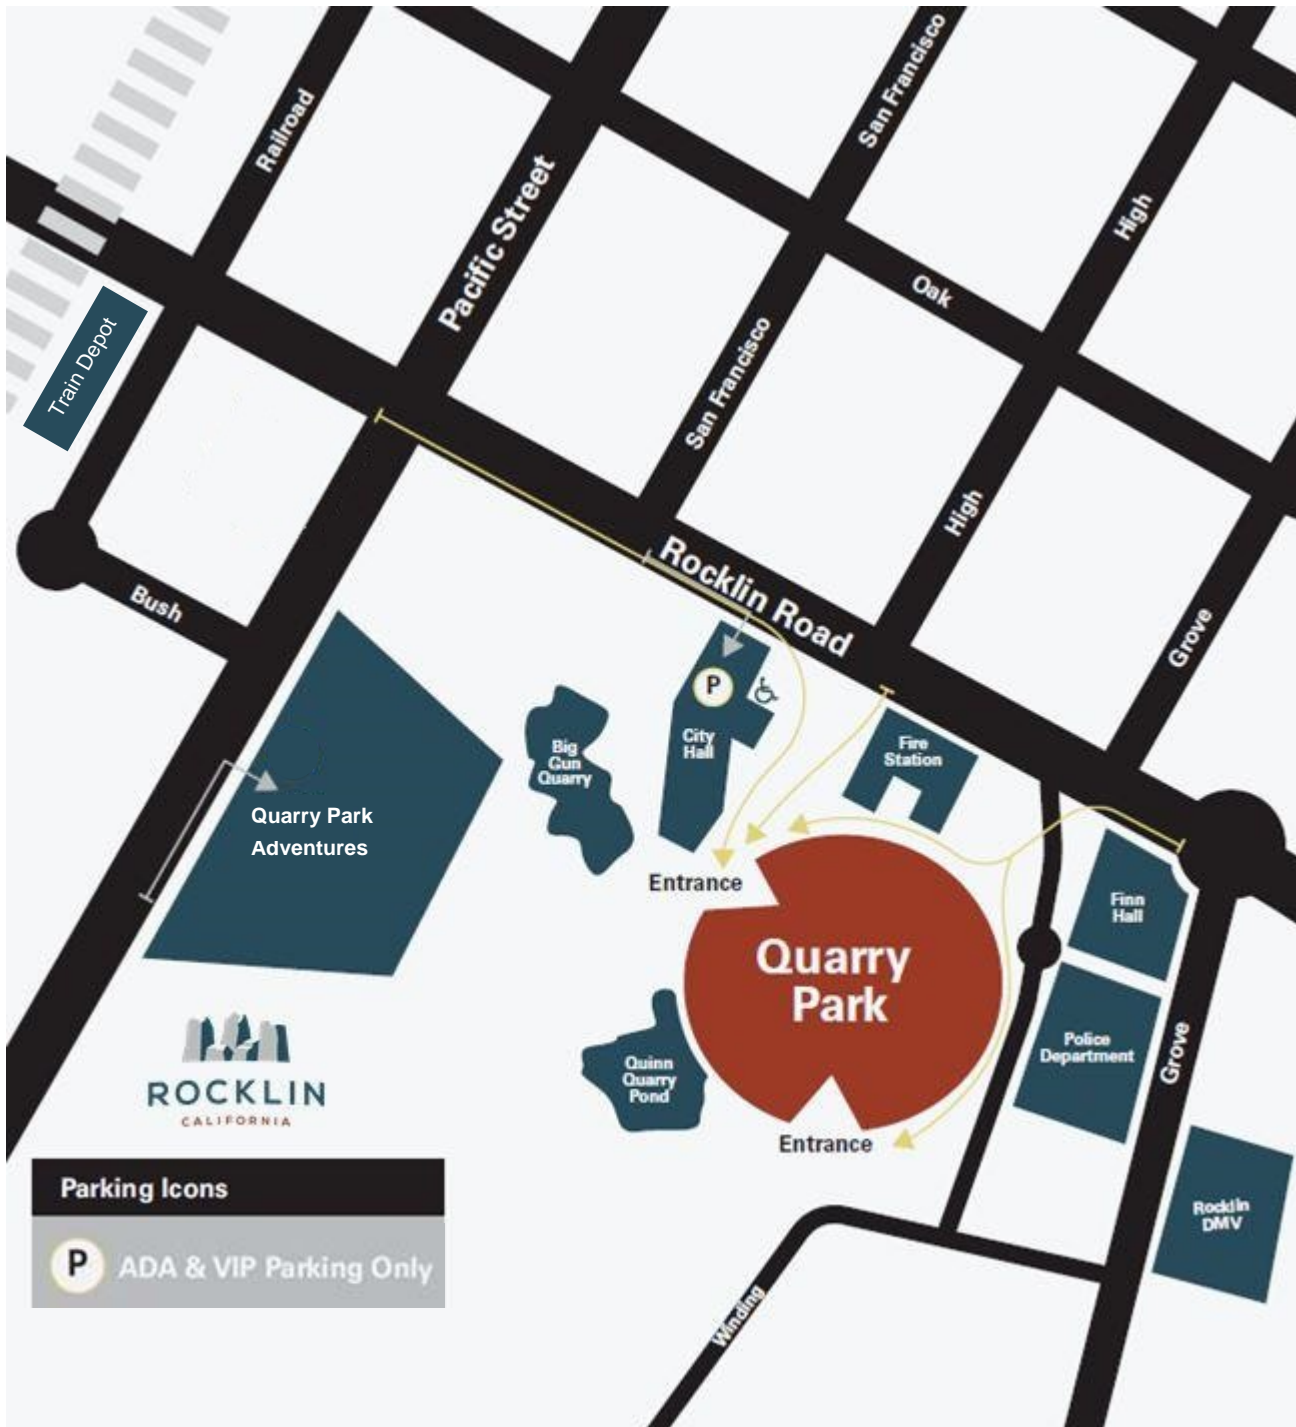 San Francisco
Railroad
Pacific Street
High
Oak
Train Depot
San Francisco
High
Rocklin Road
Bush
Grove
P
City
Hall
Big
Gun
Quarry
Fire
Station
Quarry Park
Adventures
Entrance
Finn
Hall
Quarry
Park
ROCKLIN
CALIFORNIA
Quinn
Quarry
Pond
Police
Department
Grove
Entrance
Parking Icons
P
ADA & VIP Parking Only
Rocklin
DMV
Winding